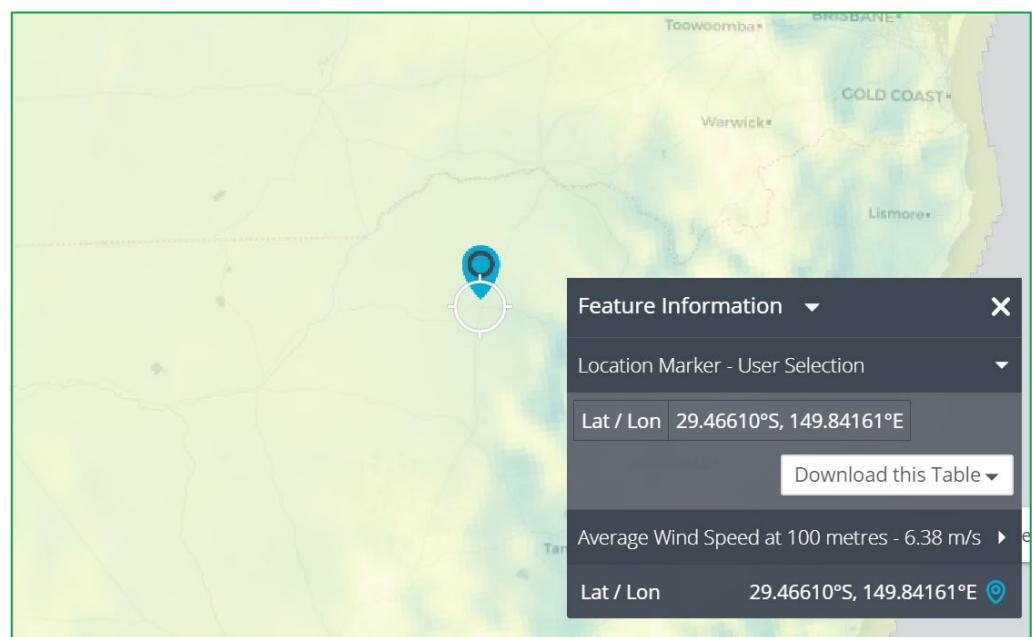 BRISBANE
Toowoomba
GOLD COAST
Warwick
Lismore
Feature Information
Location Marker - User Selection
Lat / Lon 29.46610°S, 149.84161°E
Download this Table
Average Wind Speed at 100 metres - 6.38 m/s
Lat / Lon 29.46610°S, 149.84161°E